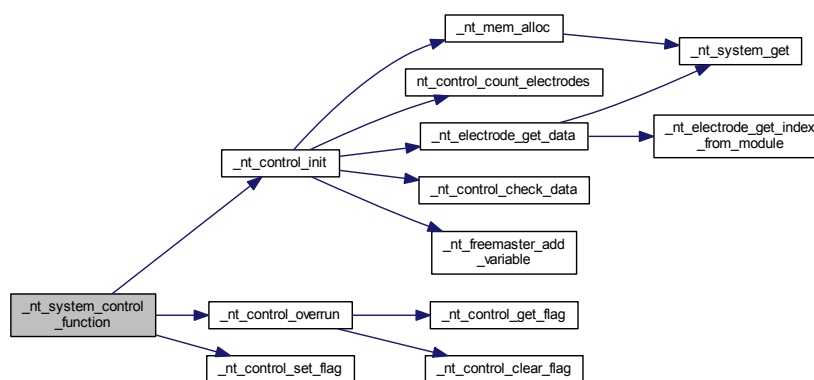 _nt_mem_alloc
_nt_system_get
nt_control_count_electrodes
_nt_electrode_get_data
_nt_electrode_get_index
_from_module
_nt_control_init
_nt_control_check_data
_nt_freemaster_add
_variable
_nt_system_control
_function
_nt_control_overrun
_nt_control_get_flag
_nt_control_set_flag
_nt_control_clear_flag